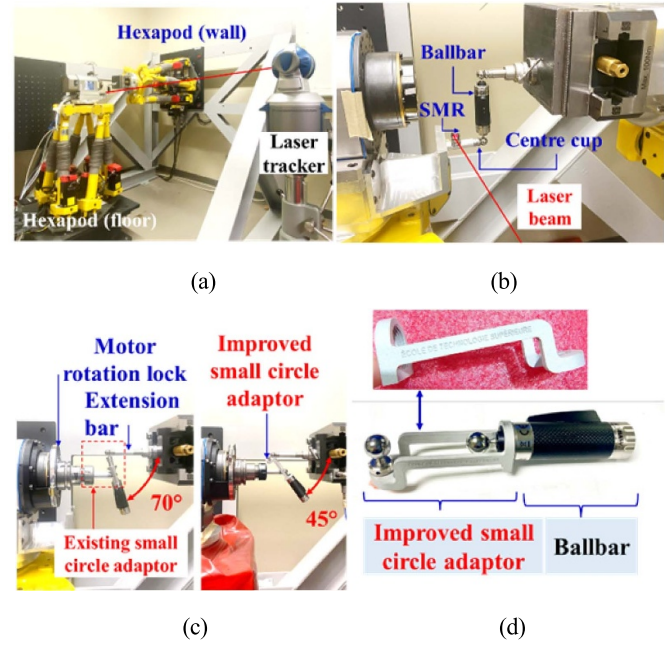 Hexapod (wall)
Laser
tracker
Hexapod (floor)
(a)
Ballbar
SMR
Centre cup
Laser
beam
(b)
Motor
rotation lock
Extension
bar
70°
Existing small
circle adaptor
Improved
small circle
adaptor
45°
(c)
ÉCOLE DE TECHNOLOGIE SUPÉRIEURE
Improved small
circle adaptor
Ballbar
(d)